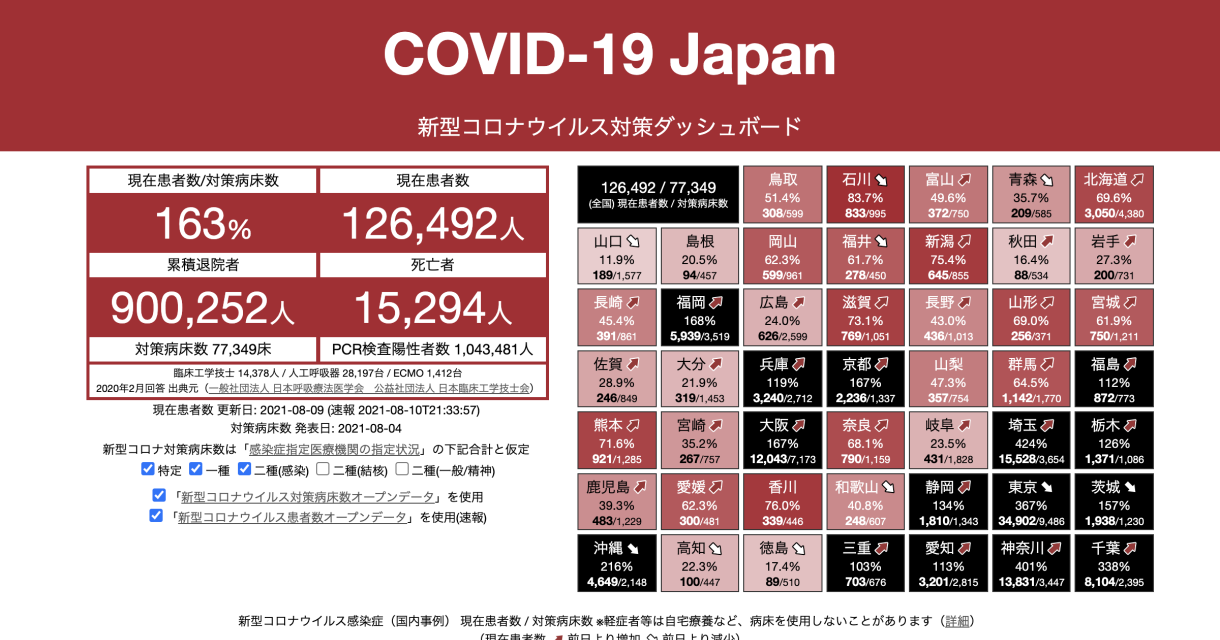 COVID-19 Japan
新型コロナウイルス対策ダッシュボード
現在患者数/対策病床数
現在患者数
163%
126,492人
累積退院者
死亡者
900,252人
15,294人
対策病床数 77,349床
PCR検査陽性者数 1,043,481人
臨床工学技士 14,378人 / 人工呼吸器 28,197台 / ECMO 1,412台
2020年2月回答 出典元（一般社団法人 日本呼吸療法医学会　公益社団法人 日本臨床工学技士会）
現在患者数 更新日: 2021-08-09 (速報 2021-08-10T21:33:57)
対策病床数 発表日: 2021-08-04
新型コロナ対策病床数は「感染症指定医療機関の指定状況」の下記合計と仮定
特定 一種 二種(感染) 二種(結核) 二種(一般/精神)
「新型コロナウイルス対策病床数オープンデータ」を使用
「新型コロナウイルス患者数オープンデータ」を使用(速報)
126,492 / 77,349
(全国) 現在患者数 / 対策病床数
鳥取
51.4%
308/599
石川
83.7%
833/995
富山
49.6%
372/750
青森
35.7%
209/585
北海道
69.6%
3,050/4,380
山口
11.9%
189/1,577
島根
20.5%
94/457
岡山
62.3%
599/961
福井
61.7%
278/450
新潟
75.4%
645/855
秋田
16.4%
88/534
岩手
27.3%
200/731
長崎
45.4%
391/861
福岡
168%
5,939/3,519
広島
24.0%
626/2,599
滋賀
73.1%
769/1,051
長野
43.0%
436/1,013
山形
69.0%
256/371
宮城
61.9%
750/1,211
佐賀
28.9%
246/849
大分
21.9%
319/1,453
兵庫
119%
3,240/2,712
京都
167%
2,236/1,337
山梨
47.3%
357/754
群馬
64.5%
1,142/1,770
福島
112%
872/773
熊本
71.6%
921/1,285
宮崎
35.2%
267/757
大阪
167%
12,043/7,173
奈良
68.1%
790/1,159
岐阜
23.5%
431/1,828
埼玉
424%
15,528/3,654
栃木
126%
1,371/1,086
鹿児島
39.3%
483/1,229
愛媛
62.3%
300/481
香川
76.0%
339/446
和歌山
40.8%
248/607
静岡
134%
1,810/1,343
東京
367%
34,902/9,486
茨城
157%
1,938/1,230
沖縄
216%
4,649/2,148
高知
22.3%
100/447
徳島
17.4%
89/510
三重
103%
703/676
愛知
113%
3,201/2,815
神奈川
401%
13,831/3,447
千葉
338%
8,104/2,395
新型コロナウイルス感染症（国内事例） 現在患者数 / 対策病床数 ※軽症者等は自宅療養など、病床を使用しないことがあります（詳細）
（現在患者数 前日より増加 前日より減少）